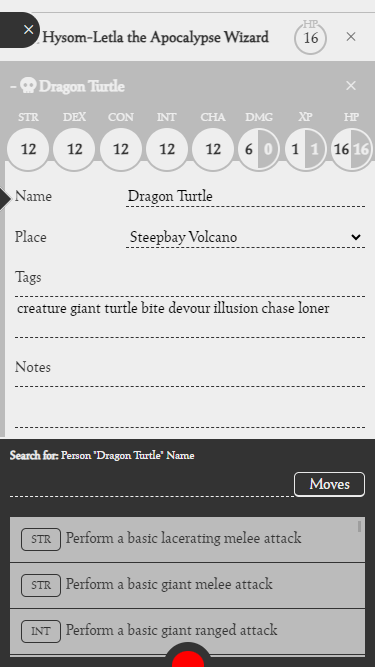 ×
Hysom-Letla the Apocalypse Wizard
HP
16
×
- Dragon Turtle
×
STR DEX CON INT CHA DMG XP HP
12 12 12 12 12 6 0 1 1 16 16
Name Dragon Turtle
Place Steepbay Volcano
Tags
creature giant turtle bite devour illusion chase loner
Notes
Search for: Person "Dragon Turtle" Name
Moves
STR Perform a basic lacerating melee attack
STR Perform a basic giant melee attack
INT Perform a basic giant ranged attack